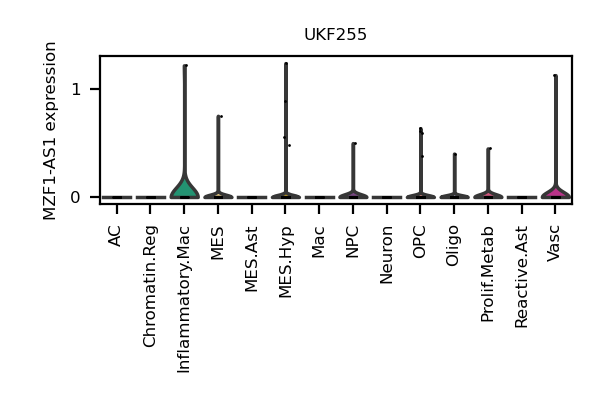 UKF255
MZF1-AS1 expression
1
0
AC
Chromatin.Reg
Inflammatory.Mac
MES
MES.Ast
MES.Hyp
Mac
NPC
Neuron
OPC
Oligo
Prolif.Metab
Reactive.Ast
Vasc